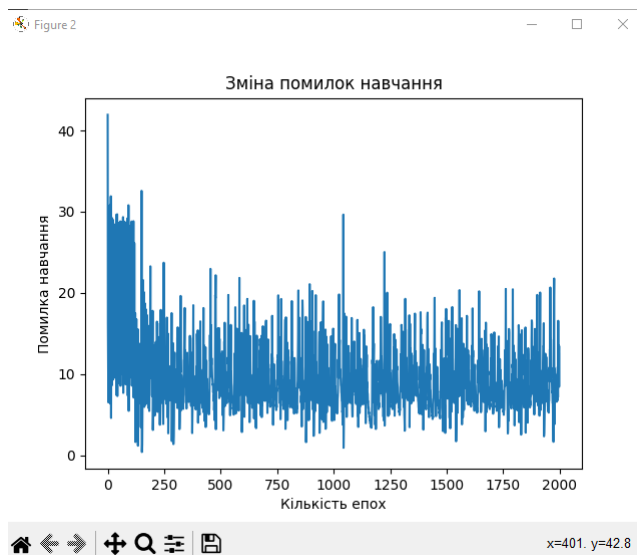 Figure 2
Зміна помилок навчання
Помилка навчання
40
30
20
10
0
0 250 500 750 1000 1250 1500 1750 2000
Кількість епох
x=401. y=42.8